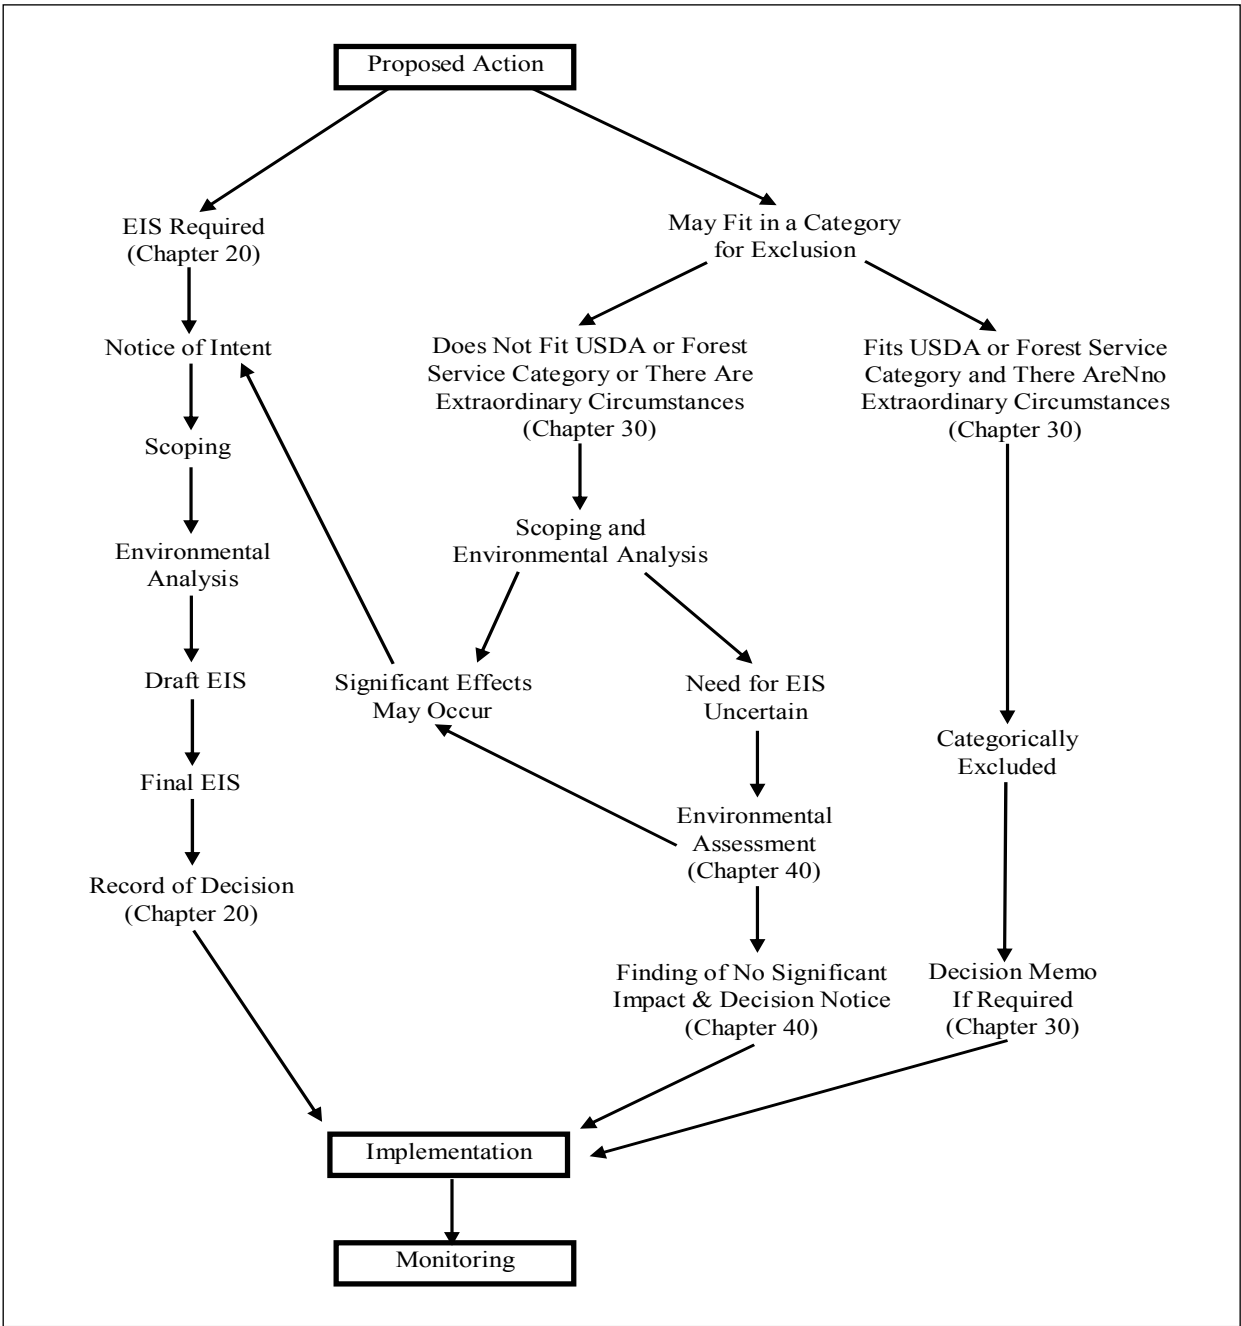 Proposed Action
EIS Required
(Chapter 20)
May Fit in a Category
for Exclusion
Notice of Intent
Does Not Fit USDA or Forest
Service Category or There Are
Extraordinary Circumstances
(Chapter 30)
Fits USDA or Forest Service
Category and There AreNno
Extraordinary Circumstances
(Chapter 30)
Scoping
Scoping and
Environmental Analysis
Environmental
Analysis
Draft EIS
Significant Effects
May Occur
Need for EIS
Uncertain
Categorically
Excluded
Final EIS
Environmental
Assessment
(Chapter 40)
Record of Decision
(Chapter 20)
Finding of No Significant
Impact & Decision Notice
(Chapter 40)
Decision Memo
If Required
(Chapter 30)
Implementation
Monitoring